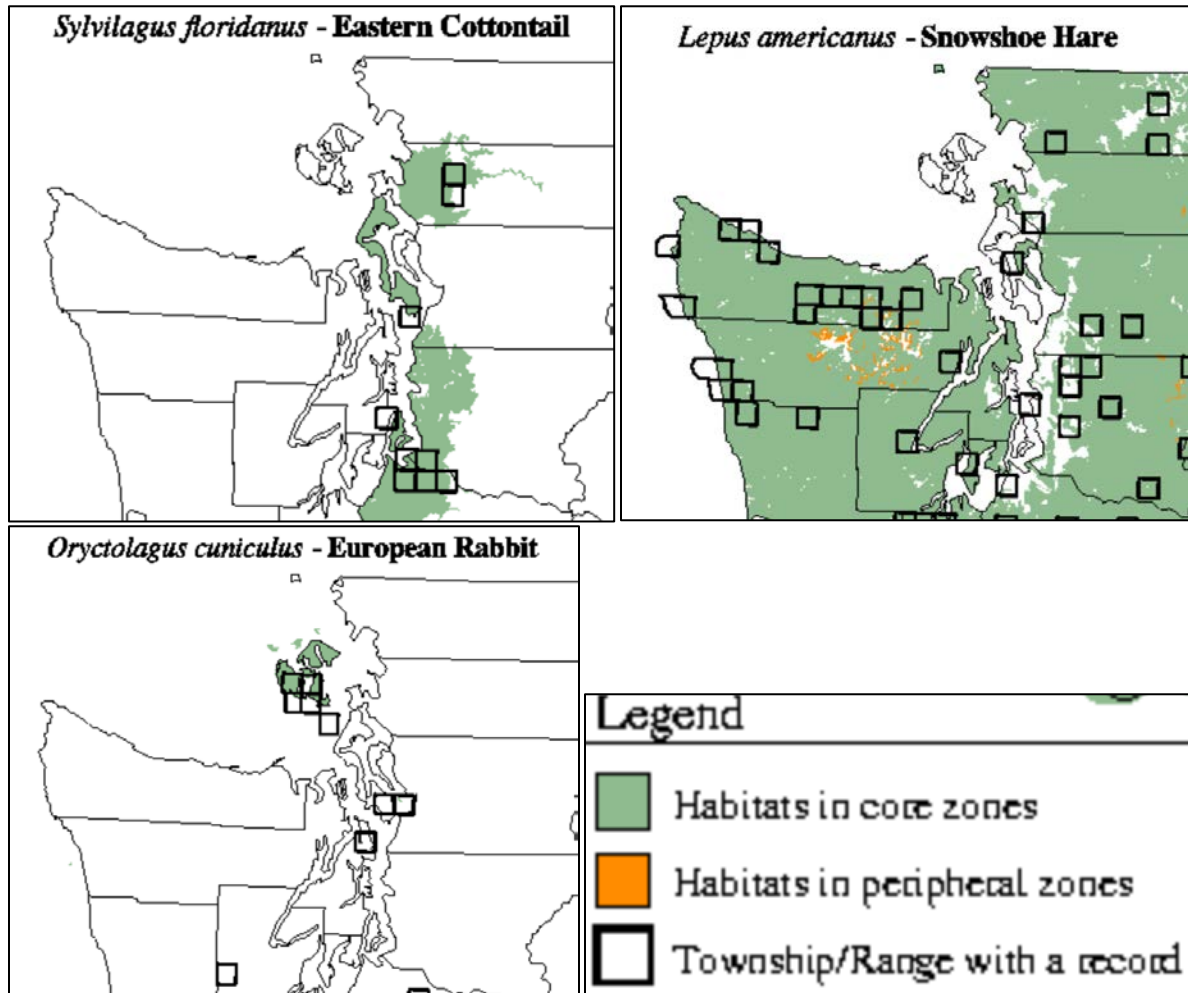 Sylvilagus floridanus - Eastern Cottontail
Lepus americanus - Snowshoe Hare
Oryctolagus cuniculus - European Rabbit
Legend
Habitats in core zones
Habitats in peripheral zones
Township/Range with a record